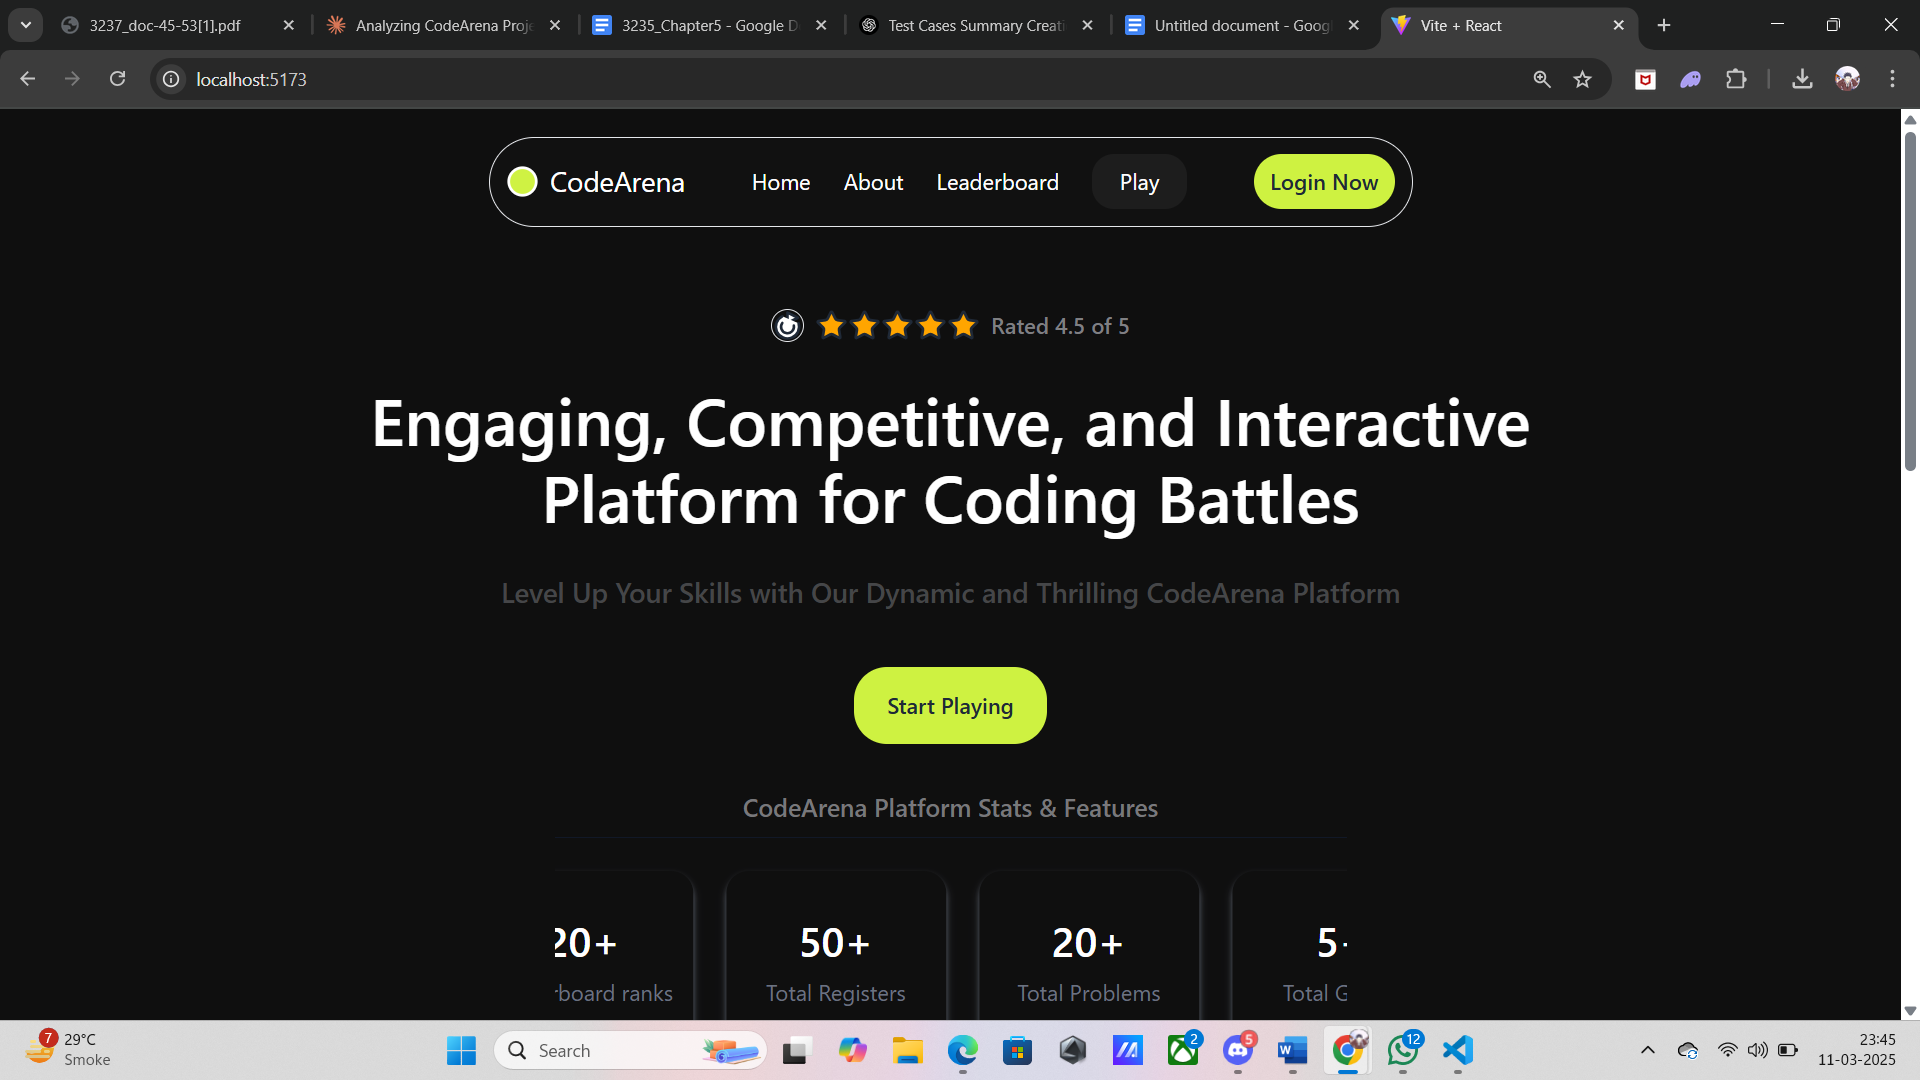 3237_doc-45-53[1].pdf
Analyzing CodeArena Proje
3235_Chapter5 - Google D
Test Cases Summary Creati
Untitled document - Goog
Vite + React
localhost:5173
CodeArena
Home
About
Leaderboard
Play
Login Now
Rated 4.5 of 5
Engaging, Competitive, and Interactive
Platform for Coding Battles
Level Up Your Skills with Our Dynamic and Thrilling CodeArena Platform
Start Playing
CodeArena Platform Stats & Features
20+
50+
20+
5+
rboard ranks
Total Registers
Total Problems
Total G
7
29°C
Smoke
Search
2
5
12
23:45
11-03-2025